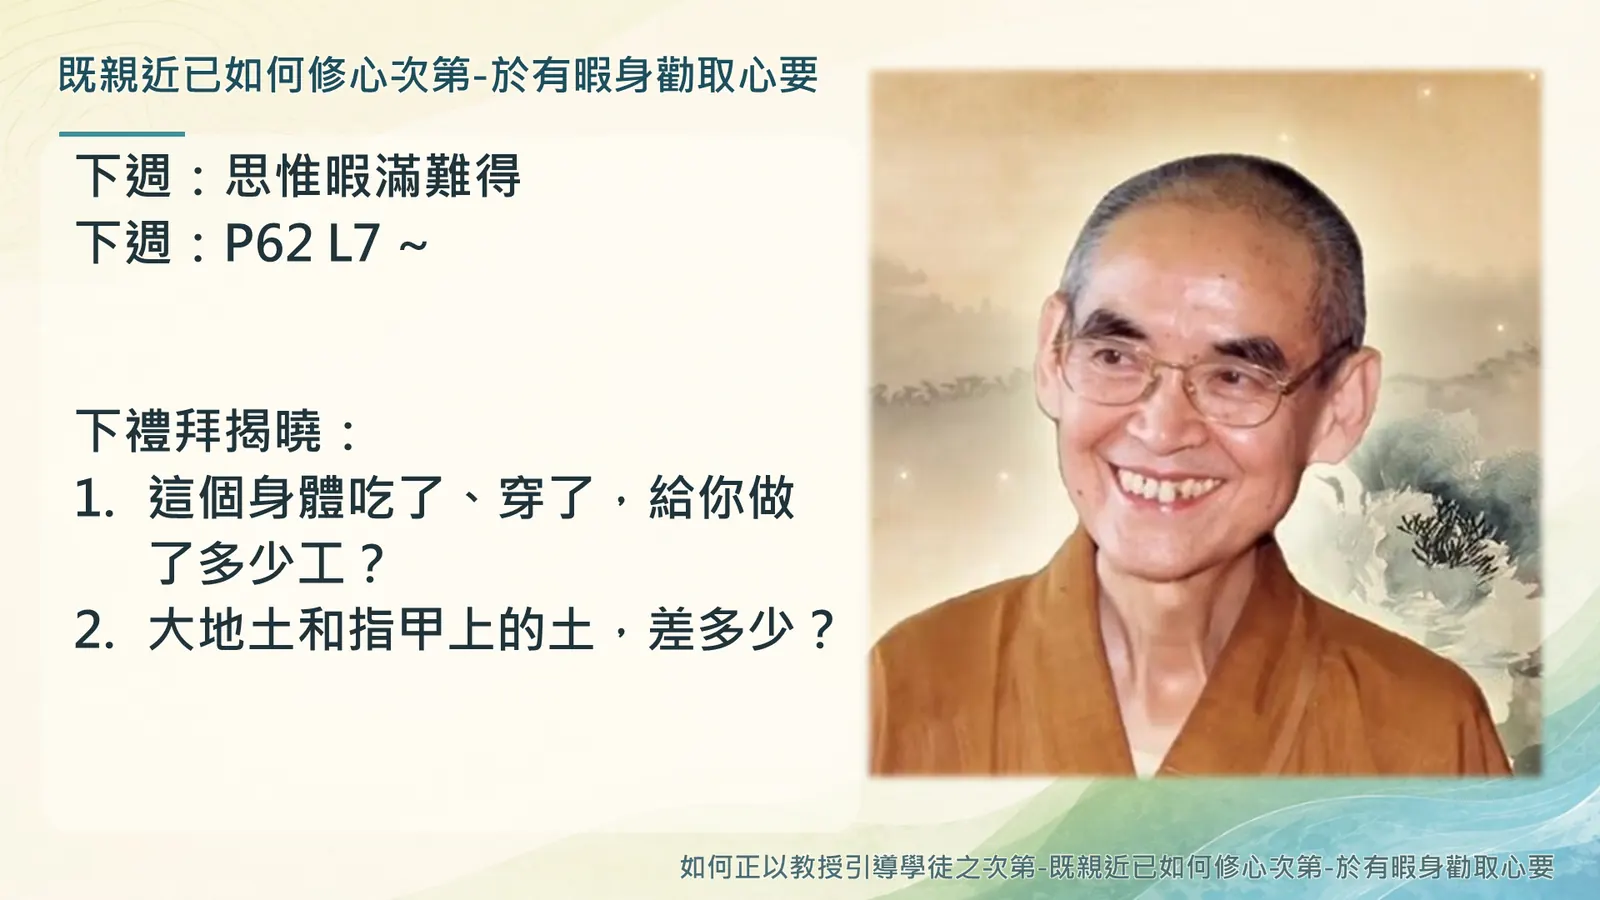 既親近已如何修心次第-於有暇身勸取心要
下週：思惟暇滿難得
下週：P62 L7 ~
下禮拜揭曉：
1. 這個身體吃了、穿了，給你做
了多少工？
2. 大地土和指甲上的土，差多少？
如何正以教授引導學徒之次第-既親近已如何修心次第-於有暇身勸取心要